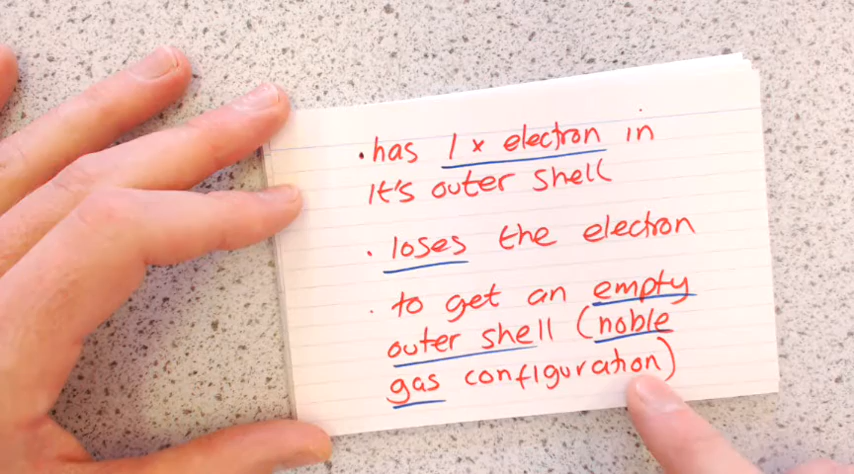 • has 1 x electron in
it's outer shell
• loses the electron
• to get an empty
outer shell (noble
gas configuration)